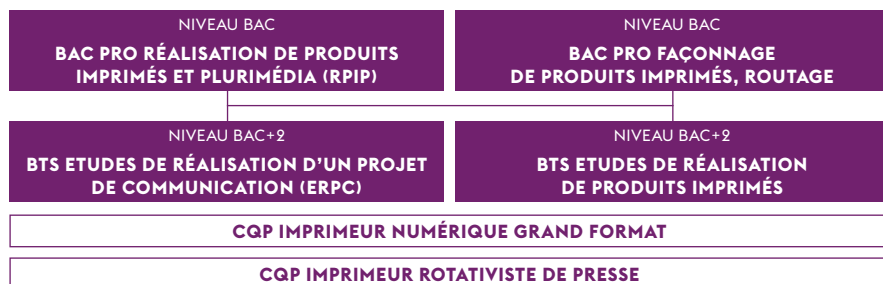 NIVEAU BAC
BAC PRO RÉALISATION DE PRODUITS
IMPRIMÉS ET PLURIMÉDIA (RPIP)
NIVEAU BAC
BAC PRO FAÇONNAGE
DE PRODUITS IMPRIMÉS, ROUTAGE
NIVEAU BAC+2
BTS ETUDES DE RÉALISATION D'UN PROJET
DE COMMUNICATION (ERPC)
NIVEAU BAC+2
BTS ETUDES DE RÉALISATION
DE PRODUITS IMPRIMÉS
CQP IMPRIMEUR NUMÉRIQUE GRAND FORMAT
CQP IMPRIMEUR ROTATIVISTE DE PRESSE